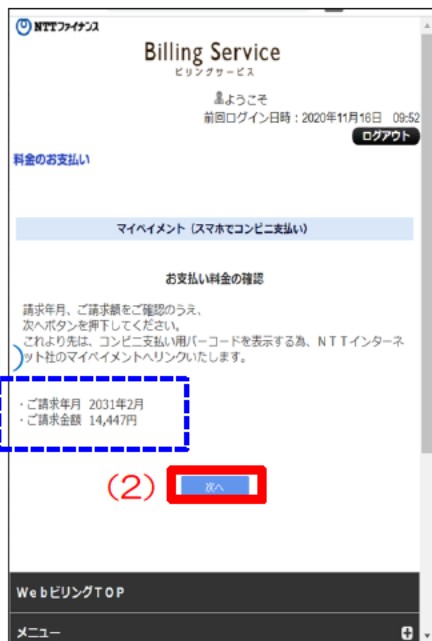 NTTファイナンス
Billing Service
ビリングサービス
ようこそ
前回ログイン日時：2020年11月16日 09:52
ログアウト
料金のお支払い
マイペイメント（スマホでコンビニ支払い）
お支払い料金の確認
請求年月、ご請求額をご確認のうえ、
次へボタンを押下してください。
これより先は、コンビニ支払い用バーコードを表示する為、ＮＴＴインターネ
ット社のマイペイメントへリンクいたします。
・ご請求年月 2031年2月
・ご請求金額 14,447円
（2） 次へ
WebビリングTOP
メニュー